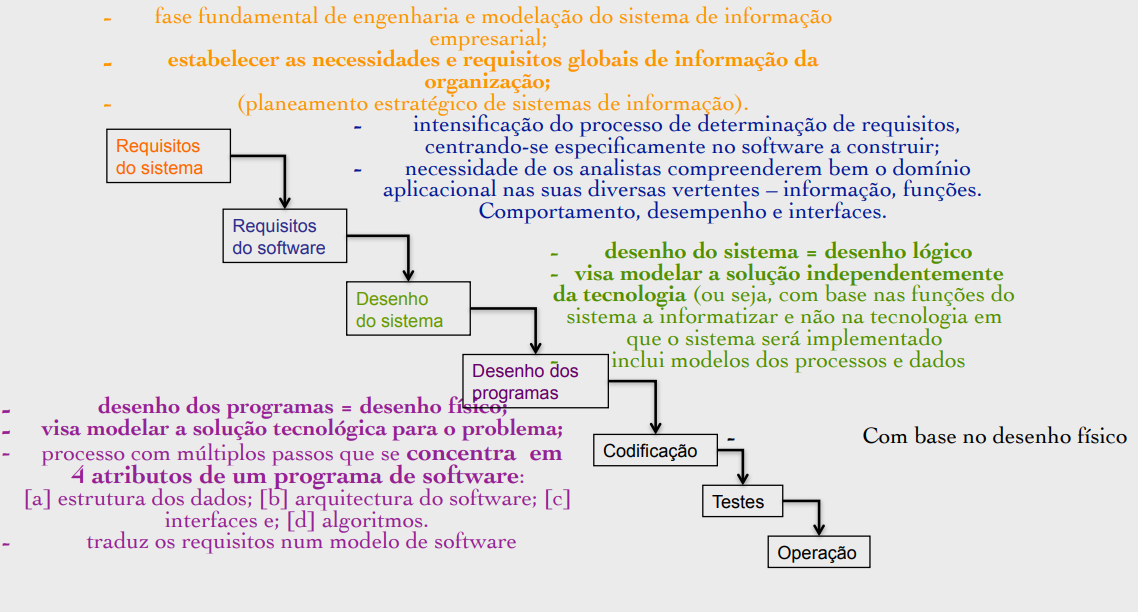 - fase fundamental de engenharia e modelação do sistema de informação
empresarial;
- estabelecer as necessidades e requisitos globais de informação da
organização;
- (planeamento estratégico de sistemas de informação).
Requisitos
do sistema
- intensificação do processo de determinação de requisitos,
centrando-se especificamente no software a construir;
- necessidade de os analistas compreenderem bem o domínio
aplicacional nas suas diversas vertentes – informação, funções.
Comportamento, desempenho e interfaces.
Requisitos
do software
- desenho do sistema = desenho lógico
- visa modelar a solução independentemente
da tecnologia (ou seja, com base nas funções do
sistema a informatizar e não na tecnologia em
que o sistema será implementado
- inclui modelos dos processos e dados
Desenho
do sistema
Desenho dos
programas
- desenho dos programas = desenho físico;
- visa modelar a solução tecnológica para o problema;
- processo com múltiplos passos que se concentra em
4 atributos de um programa de software:
[a] estrutura dos dados; [b] arquitectura do software; [c]
interfaces e; [d] algoritmos.
- traduz os requisitos num modelo de software
Codificação
- Com base no desenho físico
Testes
Operação